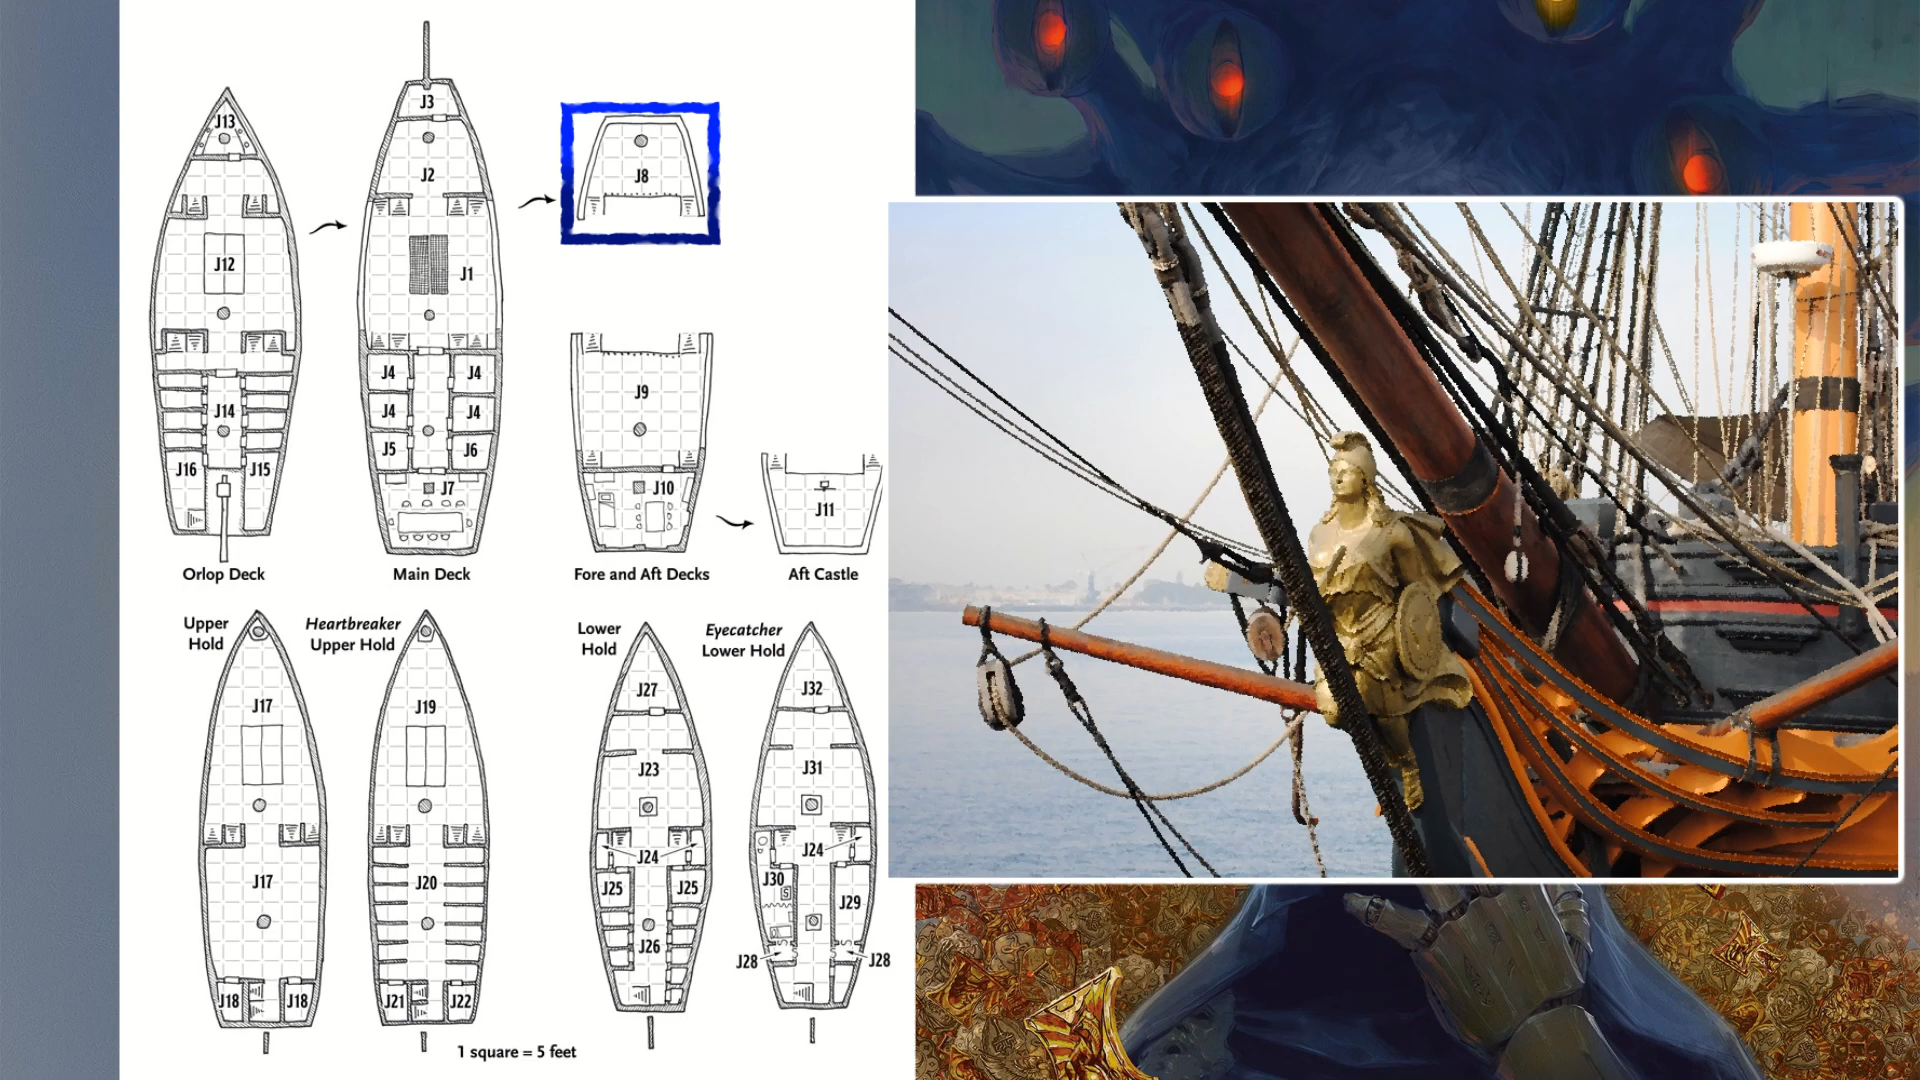 J13
J12
J14
J16
J15
Orlop Deck
J3
J2
J1
J4
J4
J4
J4
J5
J6
J7
Main Deck
J8
J9
J10
Fore and Aft Decks
J11
Aft Castle
Upper
Hold
J17
J17
J18
J18
Heartbreaker
Upper Hold
J19
J20
J21
J22
Lower
Hold
J27
J23
J24
J25
J25
J26
Eyecatcher
Lower Hold
J32
J31
J24
J30
S
J29
J28
J28
1 square = 5 feet